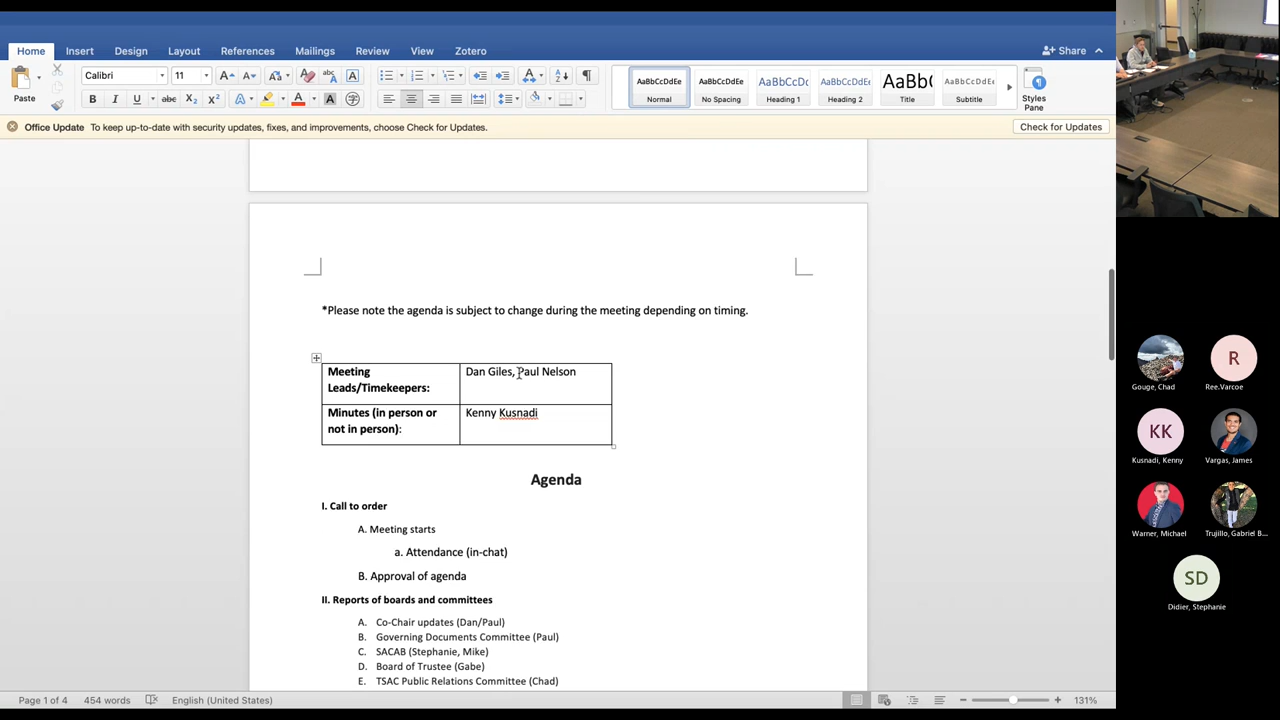 Home Insert Design Layout References Mailings Review View Zotero Share
Paste Calibri 11
AaBbCcDdEe AaBbCcDdEe AaBbCcDc AaBbCcDdEe AaBb( AaBbCcDdEe
Normal No Spacing Heading 1 Heading 2 Title Subtitle Styles Pane
Office Update To keep up-to-date with security updates, fixes, and improvements, choose Check for Updates. Check for Updates
*Please note the agenda is subject to change during the meeting depending on timing.
Meeting Leads/Timekeepers: Dan Giles, Paul Nelson
Minutes (in person or not in person): Kenny Kusnadi
Agenda
I. Call to order
A. Meeting starts
a. Attendance (in-chat)
B. Approval of agenda
II. Reports of boards and committees
A. Co-Chair updates (Dan/Paul)
B. Governing Documents Committee (Paul)
C. SACAB (Stephanie, Mike)
D. Board of Trustee (Gabe)
E. TSAC Public Relations Committee (Chad)
Page 1 of 4 454 words English (United States) 131%
R
Gouge, Chad Ree.Varcoe
KK
Kusnadi, Kenny Vargas, James
Warner, Michael Trujillo, Gabriel B...
SD
Didier, Stephanie